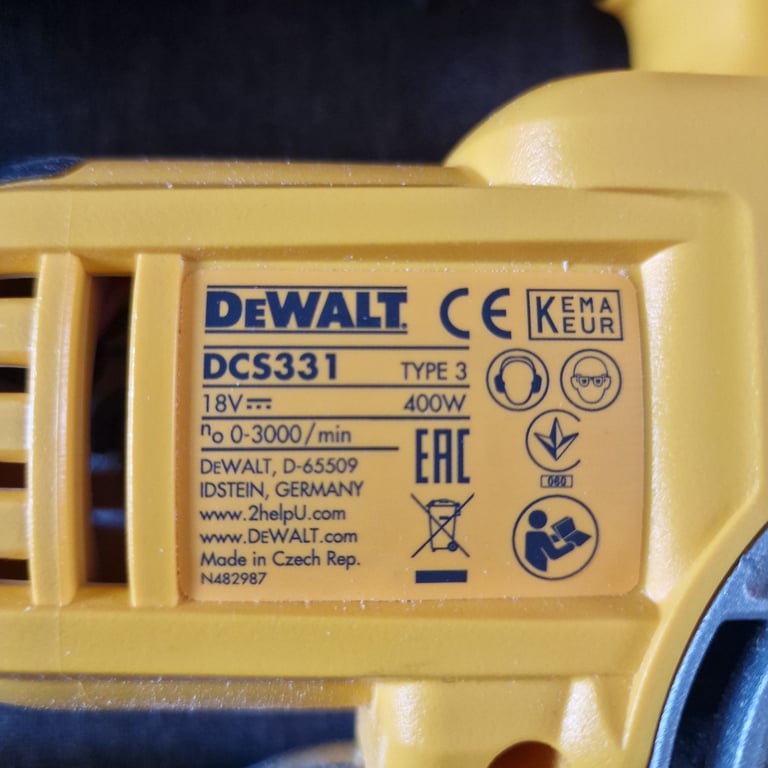 DEWALT
CE
KEMA
KEUR
DCS331 TYPE 3
18V 400W
no 0-3000/min
EAC
DEWALT, D-65509
IDSTEIN, GERMANY
www.2helpU.com
www.DEWALT.com
Made in Czech Rep.
N482987
060